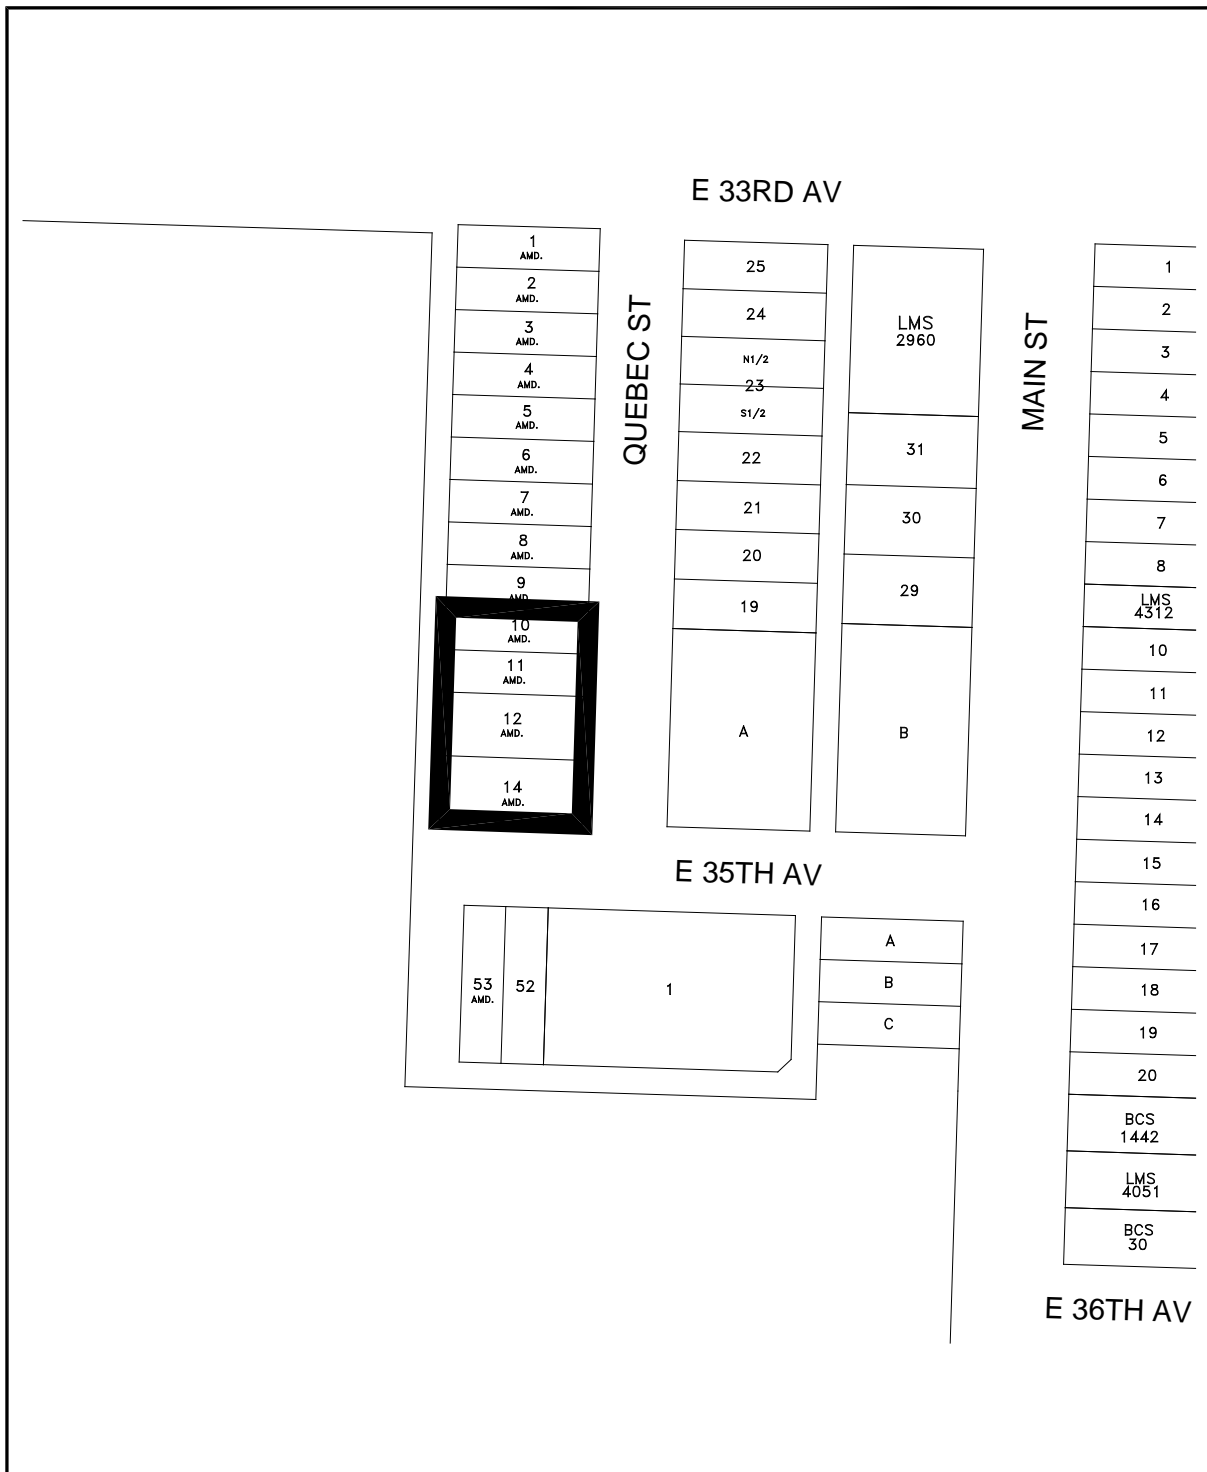 E 33RD AV
1
AMD.
2
AMD.
3
AMD.
4
AMD.
5
AMD.
6
AMD.
7
AMD.
8
AMD.
9
AMD.
10
AMD.
11
AMD.
12
AMD.
14
AMD.
QUEBEC ST
25
24
N1/2
23
S1/2
22
21
20
19
A
LMS
2960
31
30
29
B
MAIN ST
1
2
3
4
5
6
7
8
LMS
4312
10
11
12
13
14
15
16
17
18
19
20
BCS
1442
LMS
4051
BCS
30
E 35TH AV
53
AMD.
52
1
A
B
C
E 36TH AV